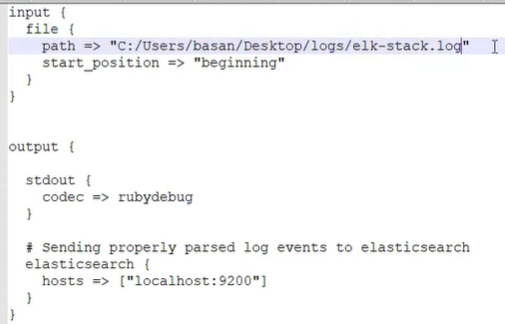 input {
  file {
    path => "C:/Users/basan/Desktop/logs/elk-stack.log"
    start_position => "beginning"
  }
}
output {
  stdout {
    codec => rubydebug
  }
  # Sending properly parsed log events to elasticsearch
  elasticsearch {
    hosts => ["localhost:9200"]
  }
}